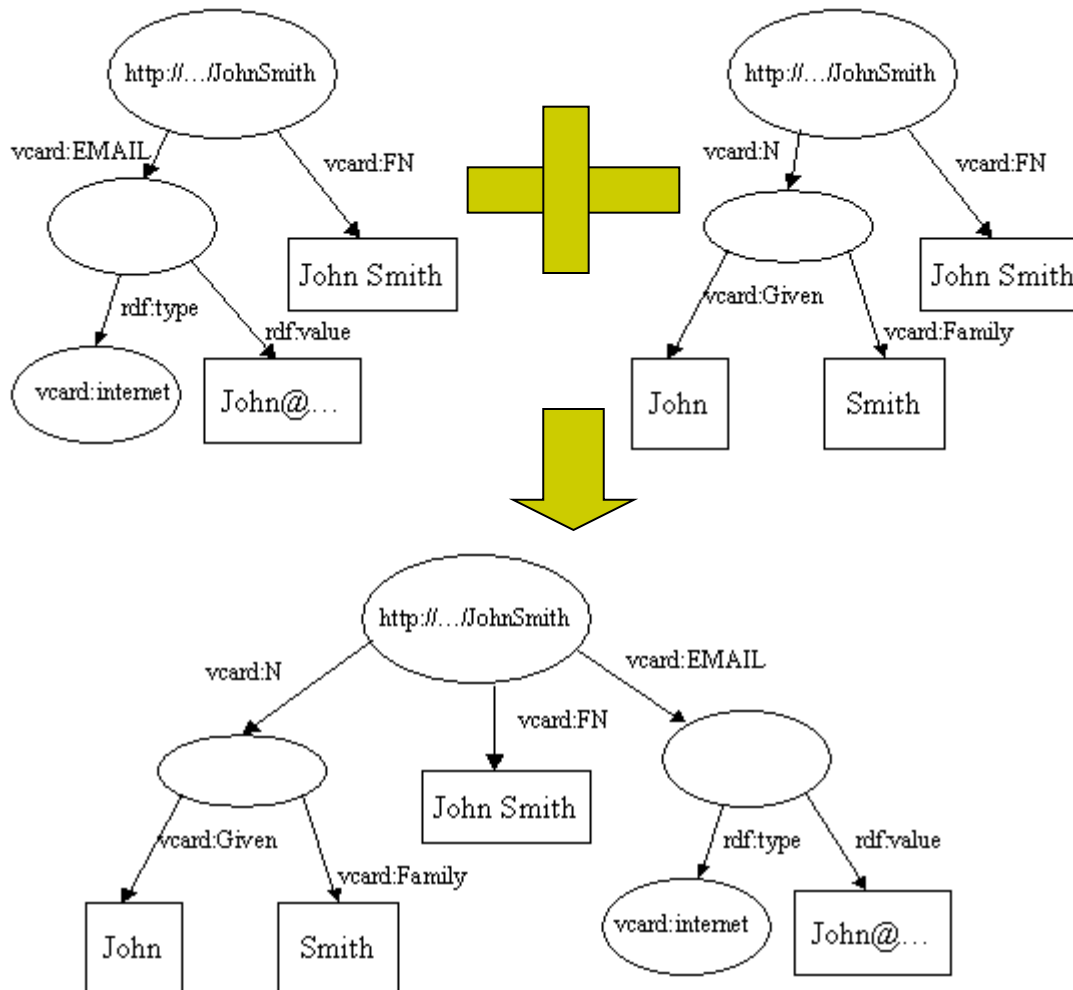 http://.../JohnSmith
vcard:EMAIL
vcard:FN
John Smith
rdf:type
rdf:value
vcard:internet
John@...
http://.../JohnSmith
vcard:N
vcard:FN
John Smith
vcard:Given
vcard:Family
John
Smith
http://.../JohnSmith
vcard:N
vcard:FN
vcard:EMAIL
John Smith
vcard:Given
vcard:Family
John
Smith
rdf:type
rdf:value
vcard:internet
John@...